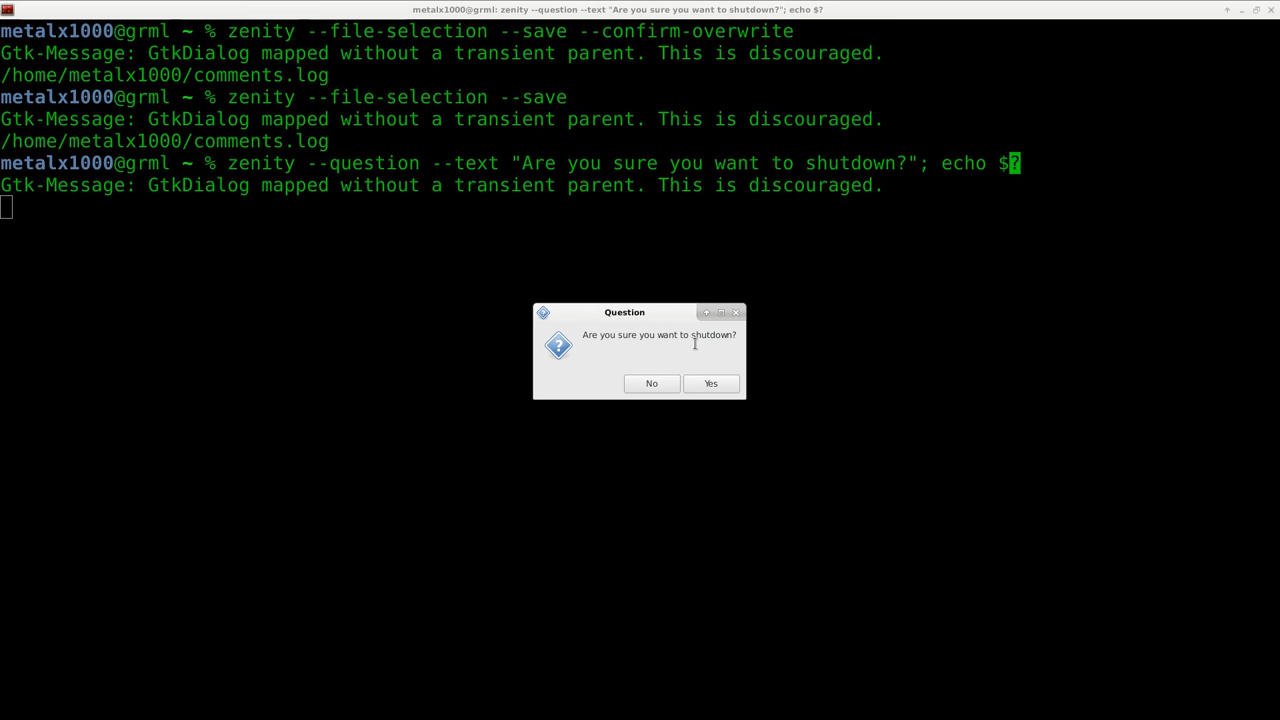 metalx1000@grml: zenity --question --text "Are you sure you want to shutdown?"; echo $?
metalx1000@grml ~ % zenity --file-selection --save --confirm-overwrite
Gtk-Message: GtkDialog mapped without a transient parent. This is discouraged.
/home/metalx1000/comments.log
metalx1000@grml ~ % zenity --file-selection --save
Gtk-Message: GtkDialog mapped without a transient parent. This is discouraged.
/home/metalx1000/comments.log
metalx1000@grml ~ % zenity --question --text "Are you sure you want to shutdown?"; echo $?
Gtk-Message: GtkDialog mapped without a transient parent. This is discouraged.
Question
Are you sure you want to shutdown?
No Yes